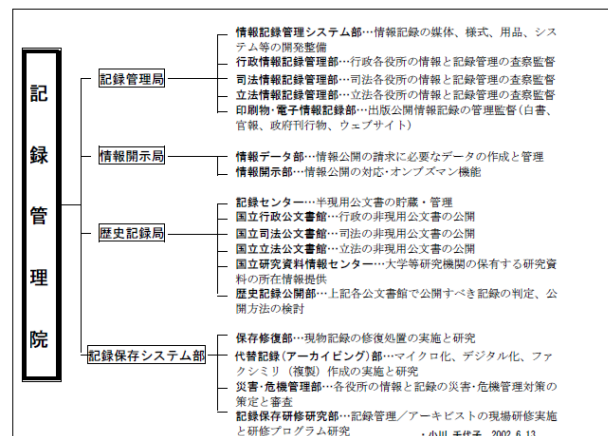 記録管理院
記録管理局
情報記録管理システム部…情報記録の媒体、様式、用品、シス
テム等の開発整備
行政情報記録管理部…行政各役所の情報と記録管理の査察監督
司法情報記録管理部…司法各役所の情報と記録管理の査察監督
立法情報記録管理部…立法各役所の情報と記録管理の査察監督
印刷物・電子情報記録部…出版公開情報記録の管理監督(白書、
官報、政府刊行物、ウェブサイト)
情報開示局
情報データ部…情報公開の請求に必要なデータの作成と管理
情報開示部…情報公開の対応・オンブズマン機能
歴史記録局
記録センター…半現用公文書の貯蔵・管理
国立行政公文書館…行政の非現用公文書の公開
国立司法公文書館…司法の非現用公文書の公開
国立立法公文書館…立法の非現用公文書の公開
国立研究資料情報センター…大学等研究機関の保有する研究資
料の所在情報提供
歴史記録公開部…上記各公文書館で公開すべき記録の判定、公
開方法の検討
記録保存システム部
保存修復部…現物記録の修復処置の実施と研究
代替記録(アーカイビング)部…マイクロ化、デジタル化、ファ
クシミリ(複製)作成の実施と研究
災害・危機管理部…各役所の情報と記録の災害・危機管理対策の
策定と審査
記録保存研修研究部…記録管理/アーキビストの現場研修実施
と研修プログラム研究
・小川 千代子 2002.6.13